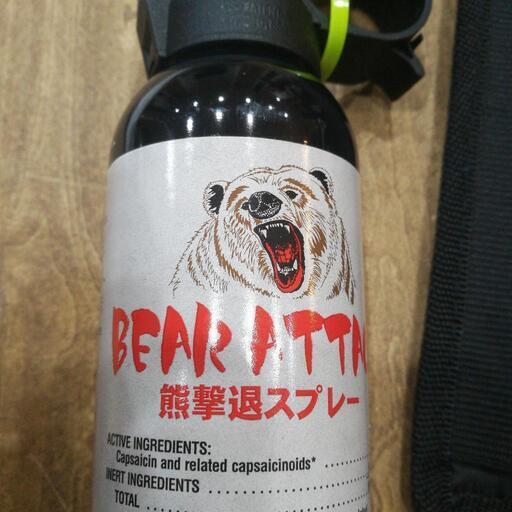 BEAR ATTA
熊撃退スプレー
ACTIVE INGREDIENTS:
Capsaicin and related capsaicinoids* ..........
INERT INGREDIENTS ....................
TOTAL ....................